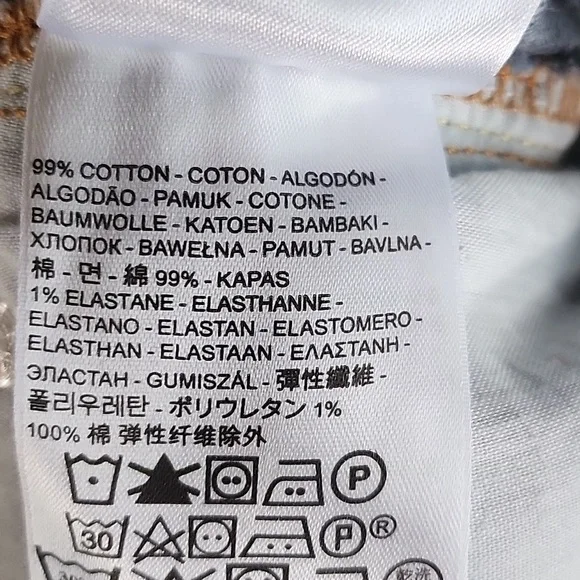 99% COTTON - COTON - ALGODÓN -
ALGODÃO - PAMUK - COTONE -
BAUMWOLLE - KATOEN - BAMBAKI -
ХЛОПОК - BAWEŁNA - PAMUT - BAVLNA -
棉 - 면 - 綿 99% - KAPAS
1% ELASTANE - ELASTHANNE -
ELASTANO - ELASTAN - ELASTOMERO -
ELASTHAN - ELASTAAN - ΕΛΑΣΤΑΝΗ -
ЭЛАСТАН - GUMISZÁL - 彈性纖維 -
폴리우레탄 - ポリウレタン 1%
100% 棉 弹性纤维除外
P
30 P ®